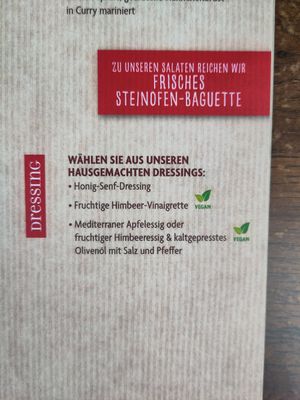 in Curry mariniert
ZU UNSEREN SALATEN REICHEN WIR
FRISCHES
STEINOFEN-BAGUETTE
DRESSING
WÄHLEN SIE AUS UNSEREN
HAUSGEMACHTEN DRESSINGS:
• Honig-Senf-Dressing
• Fruchtige Himbeer-Vinaigrette
VEGAN
• Mediterraner Apfelessig oder
fruchtiger Himbeeressig & kaltgepresstes
VEGAN
Olivenöl mit Salz und Pfeffer